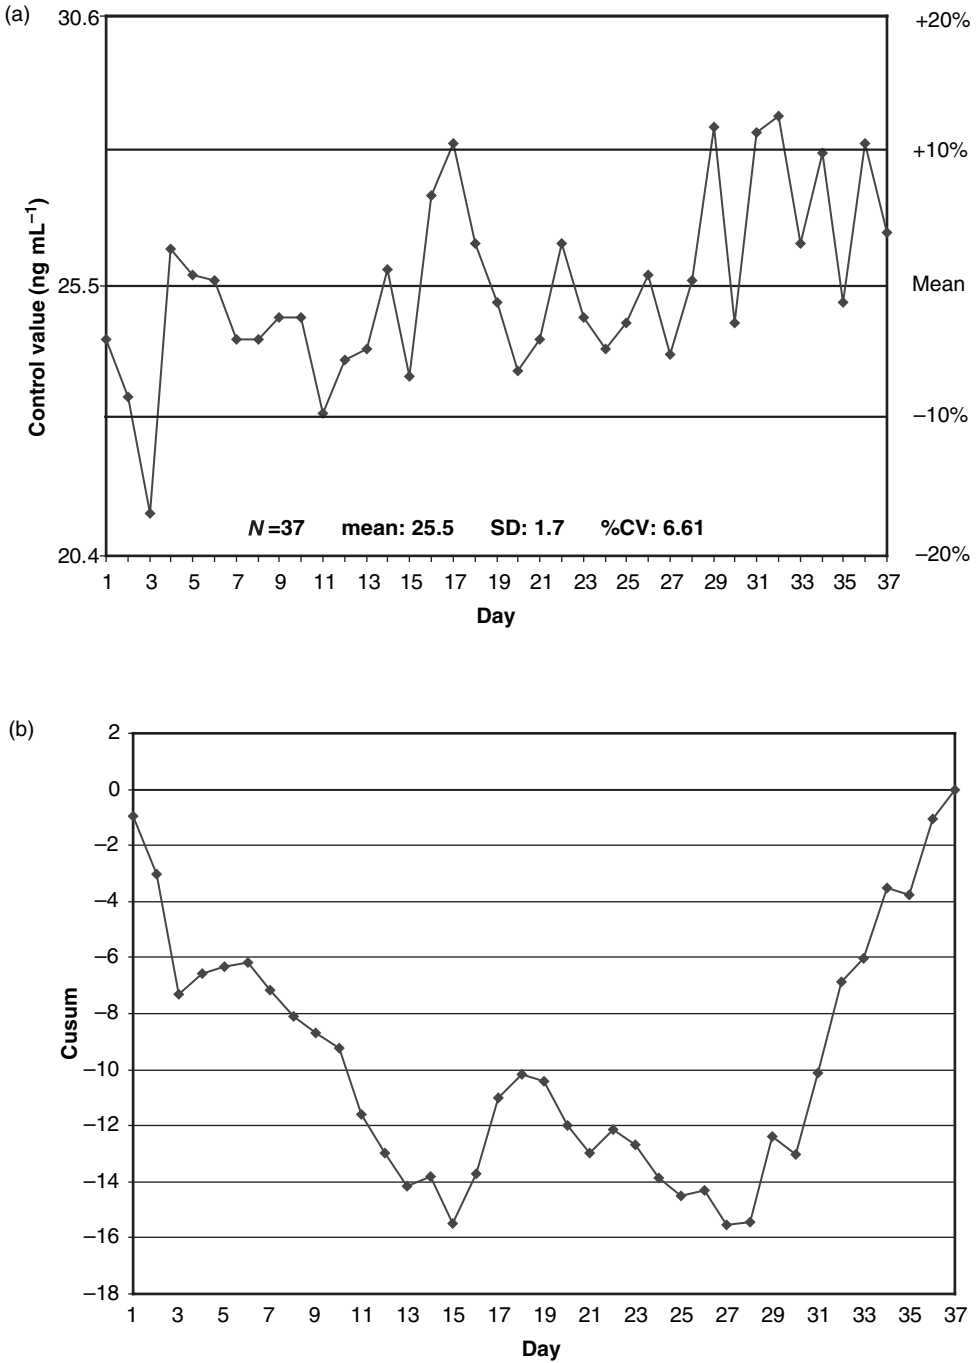 (a)
30.6
+20%
+10%
Control value (ng mL⁻¹)
25.5
Mean
−10%
N =37 mean: 25.5 SD: 1.7 %CV: 6.61
20.4
−20%
1 3 5 7 9 11 13 15 17 19 21 23 25 27 29 31 33 35 37
Day
(b)
2
0
−2
−4
−6
Cusum
−8
−10
−12
−14
−16
−18
1 3 5 7 9 11 13 15 17 19 21 23 25 27 29 31 33 35 37
Day